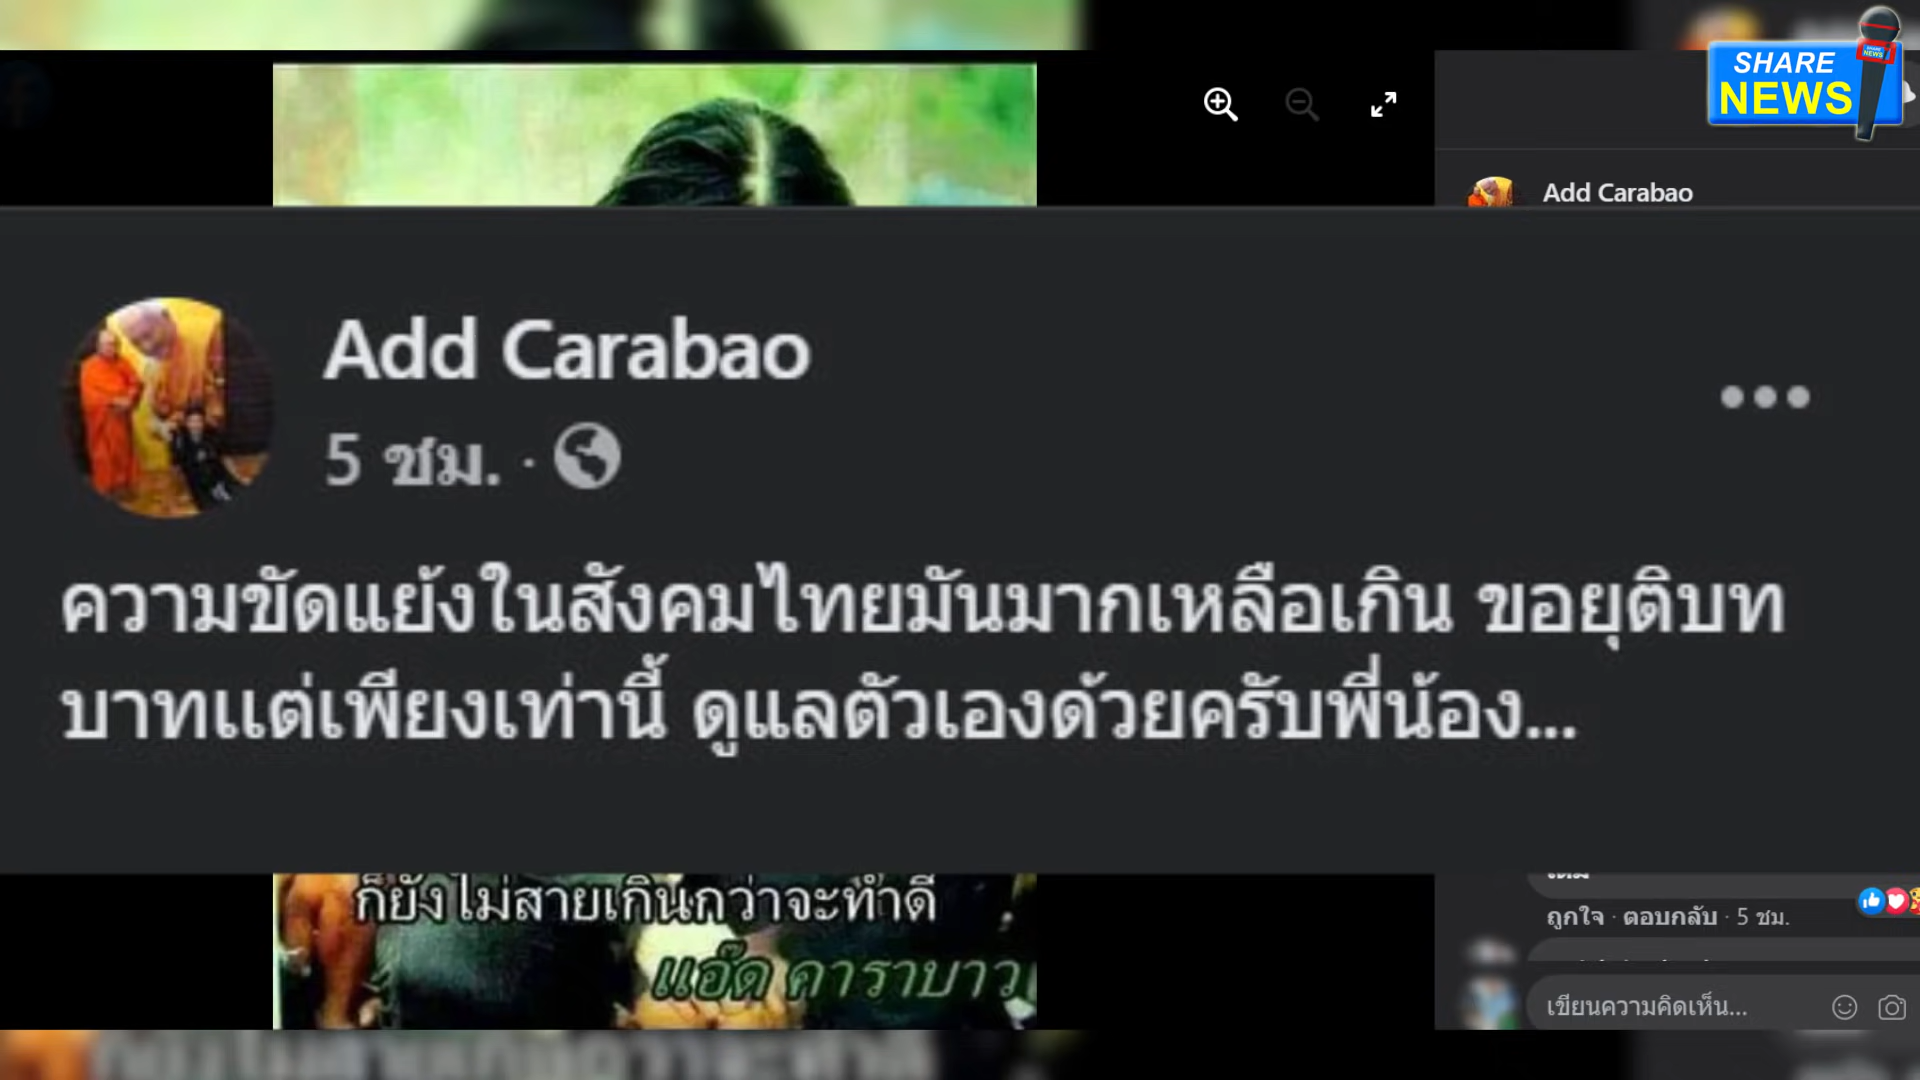 SHARE
NEWS
NEWS
Add Carabao
Add Carabao
5 ชม. ·
ความขัดแย้งในสังคมไทยมันมากเหลือเกิน ขอยุติบท
บาทแต่เพียงเท่านี้ ดูแลตัวเองด้วยครับพี่น้อง...
ก็ยังไม่สายเกินกว่าจะทำดี
แอ๊ด คาราบาว
ถูกใจ · ตอบกลับ · 5 ชม.
เขียนความคิดเห็น...